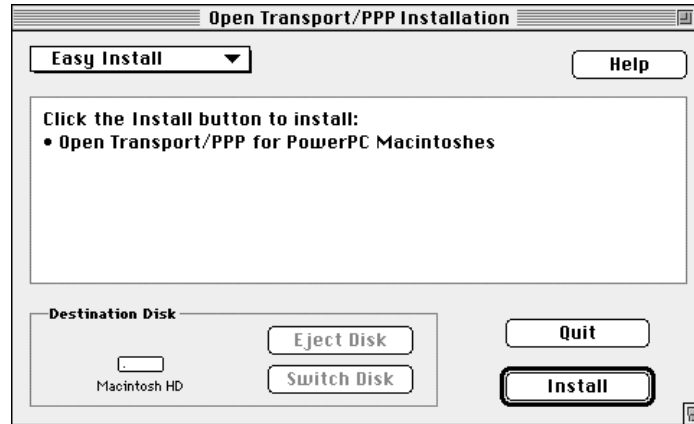 Open Transport/PPP Installation
Easy Install
Help
Click the Install button to install:
• Open Transport/PPP for PowerPC Macintoshes
Destination Disk
Eject Disk
Quit
Macintosh HD
Switch Disk
Install